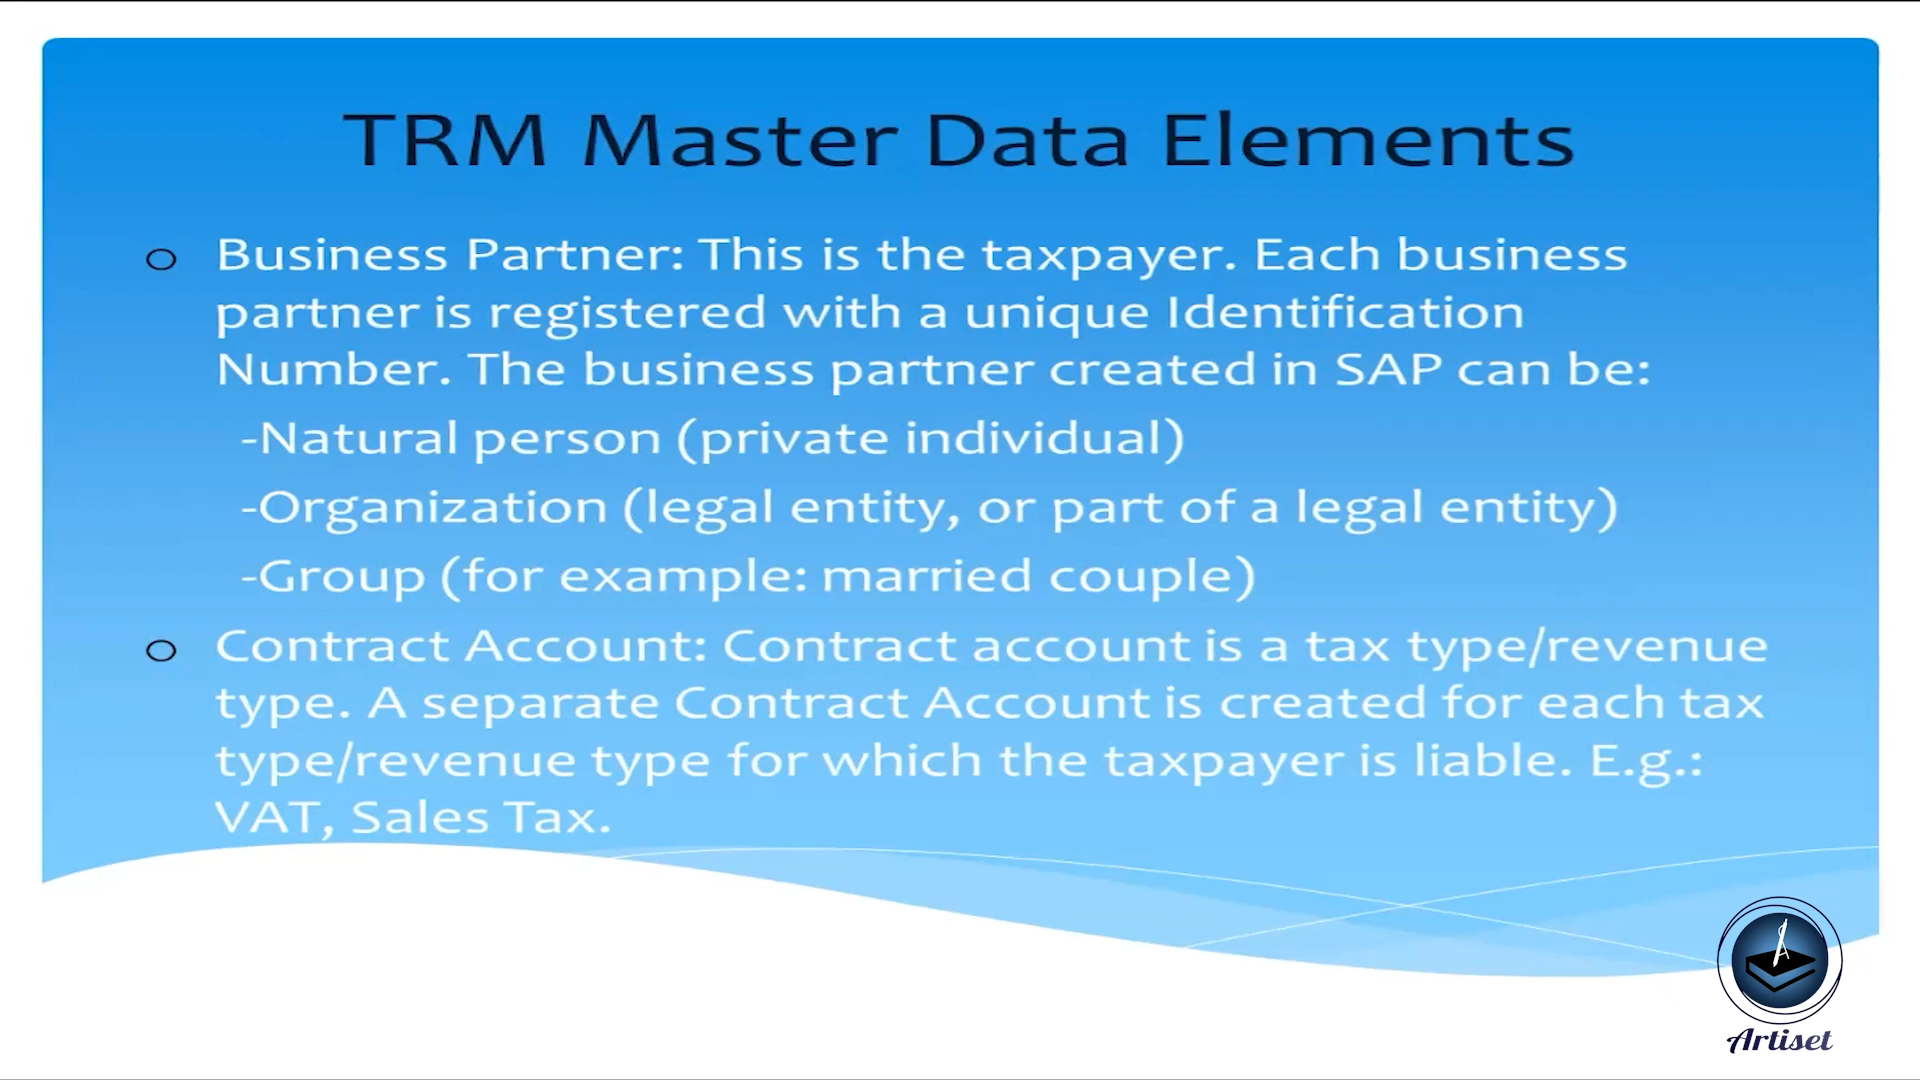 TRM Master Data Elements
o Business Partner: This is the taxpayer. Each business
partner is registered with a unique Identification
Number. The business partner created in SAP can be:
-Natural person (private individual)
-Organization (legal entity, or part of a legal entity)
-Group (for example: married couple)
o Contract Account: Contract account is a tax type/revenue
type. A separate Contract Account is created for each tax
type/revenue type for which the taxpayer is liable. E.g.:
VAT, Sales Tax.
Artiset